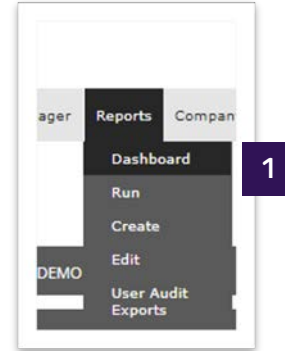 ager Reports Compan
Dashboard
1
Run
Create
Edit
DEMO
User Audit
Exports